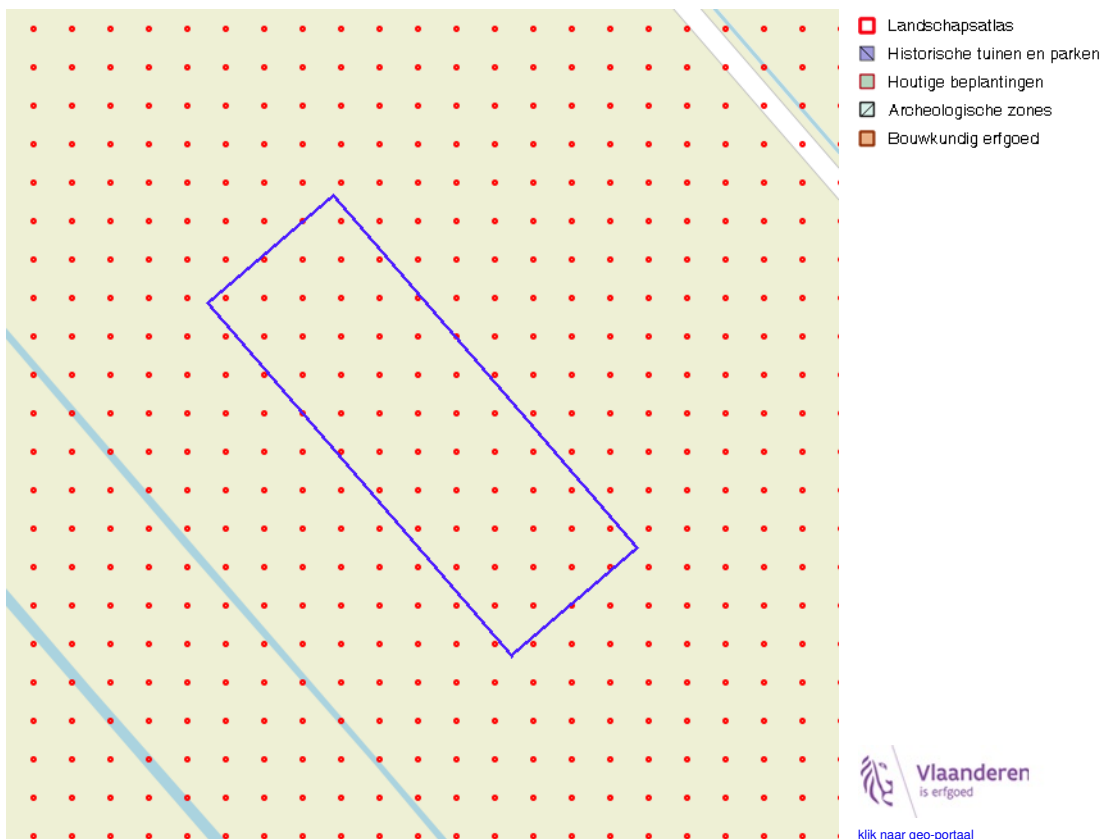 Landschapsatlas
Historische tuinen en parken
Houtige beplantingen
Archeologische zones
Bouwkundig erfgoed
Vlaanderen
is erfgoed
klik naar geo-portaal